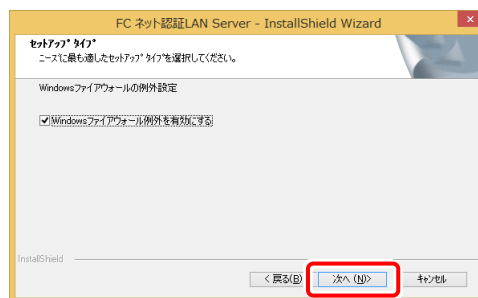 FC ネット認証LAN Server - InstallShield Wizard
セットアップ タイプ
ニーズに最も適したセットアップ タイプを選択してください。
Windowsファイアウォールの例外設定
Windowsファイアウォール例外を有効にする
InstallShield
< 戻る(B)
次へ (N)>
キャンセル